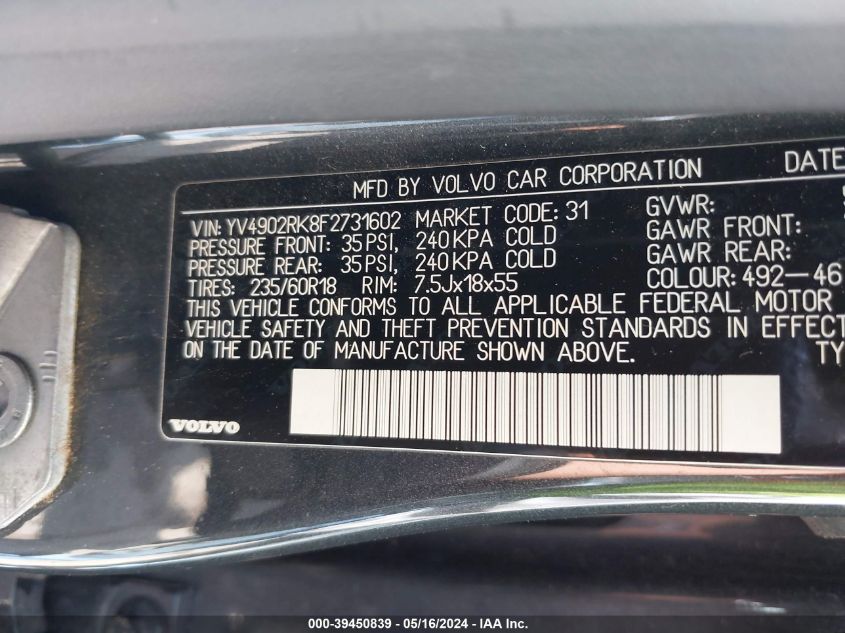 MFD BY VOLVO CAR CORPORATION DATE
VIN: YV4902RK8F2731602 MARKET CODE: 31 GVWR:
PRESSURE FRONT: 35 PSI, 240 KPA COLD GAWR FRONT:
PRESSURE REAR: 35 PSI, 240 KPA COLD GAWR REAR:
TIRES: 235/60R18 RIM: 7.5Jx18x55 COLOUR: 492-46
THIS VEHICLE CONFORMS TO ALL APPLICABLE FEDERAL MOTOR
VEHICLE SAFETY AND THEFT PREVENTION STANDARDS IN EFFECT
ON THE DATE OF MANUFACTURE SHOWN ABOVE. TY
VOLVO
000-39450839 - 05/16/2024 - IAA Inc.